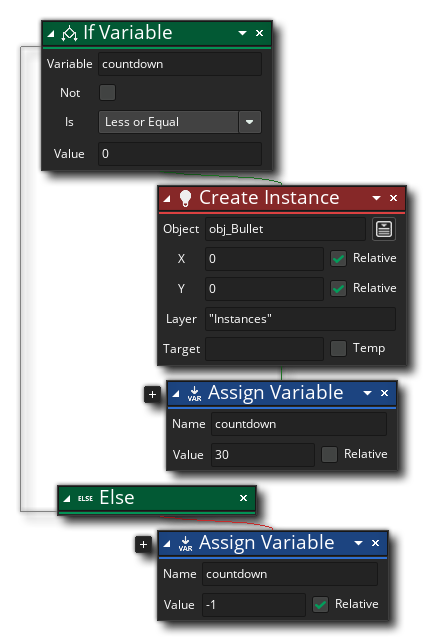 If Variable
Variable countdown
Not
Is Less or Equal
Value 0
Create Instance
Object obj_Bullet
X 0 Relative
Y 0 Relative
Layer "Instances"
Target Temp
VAR Assign Variable
Name countdown
Value 30 Relative
ELSE Else
VAR Assign Variable
Name countdown
Value -1 Relative